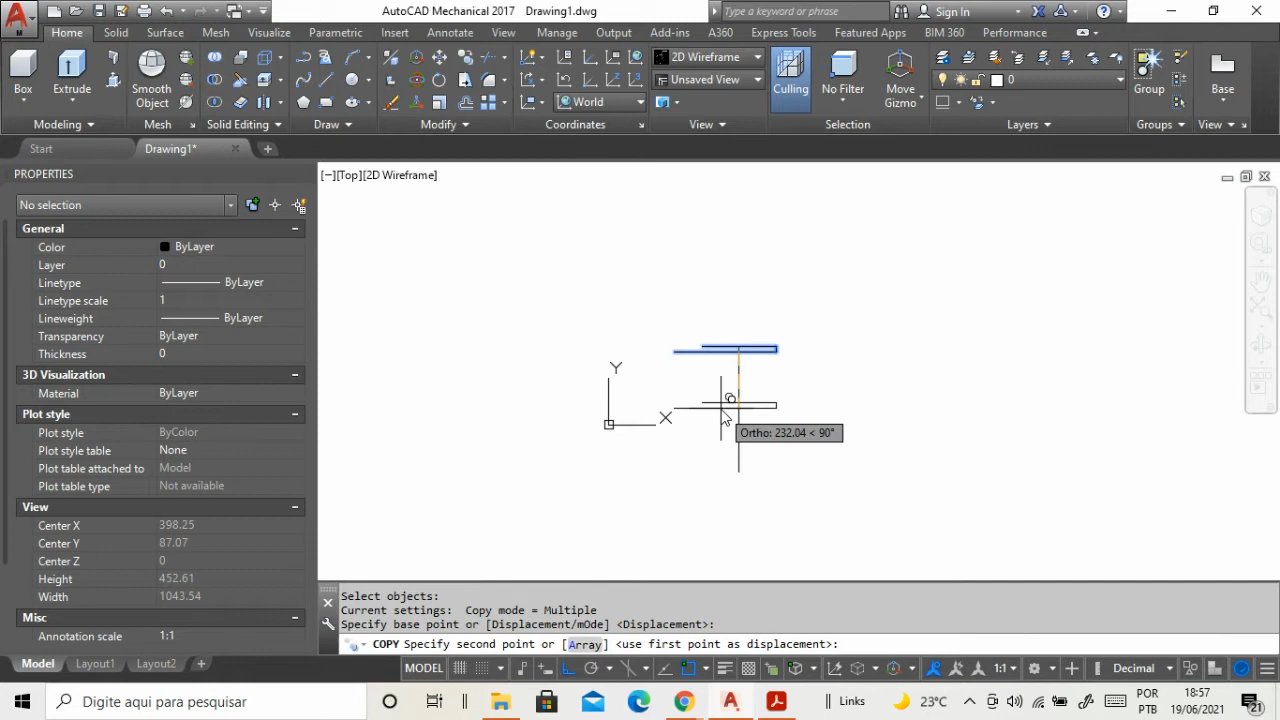 AutoCAD Mechanical 2017 Drawing1.dwg
Type a keyword or phrase
Sign In
Home Solid Surface Mesh Visualize Parametric Insert Annotate View Manage Output Add-ins A360 Express Tools Featured Apps BIM 360 Performance
Box Extrude Smooth Object
World
2D Wireframe
Unsaved View
Culling No Filter Move Gizmo
0
Group Base
Modeling Mesh Solid Editing Draw Modify Coordinates View Selection Layers Groups View
Start Drawing1*
PROPERTIES
No selection
General
Color ByLayer
Layer 0
Linetype ByLayer
Linetype scale 1
Lineweight ByLayer
Transparency ByLayer
Thickness 0
3D Visualization
Material ByLayer
Plot style
Plot style ByColor
Plot style table None
Plot table attached to Model
Plot table type Not available
View
Center X 398.25
Center Y 87.07
Center Z 0
Height 452.61
Width 1043.54
Misc
Annotation scale 1:1
[−][Top][2D Wireframe]
Y
X
Ortho: 232.04 < 90°
Select objects:
Current settings: Copy mode = Multiple
Specify base point or [Displacement/mOde] <Displacement>:
COPY Specify second point or [Array] <use first point as displacement>:
Model Layout1 Layout2
MODEL 1:1 Decimal
Digite aqui para pesquisar
Links
23°C
POR
PTB
18:57
19/06/2021
21